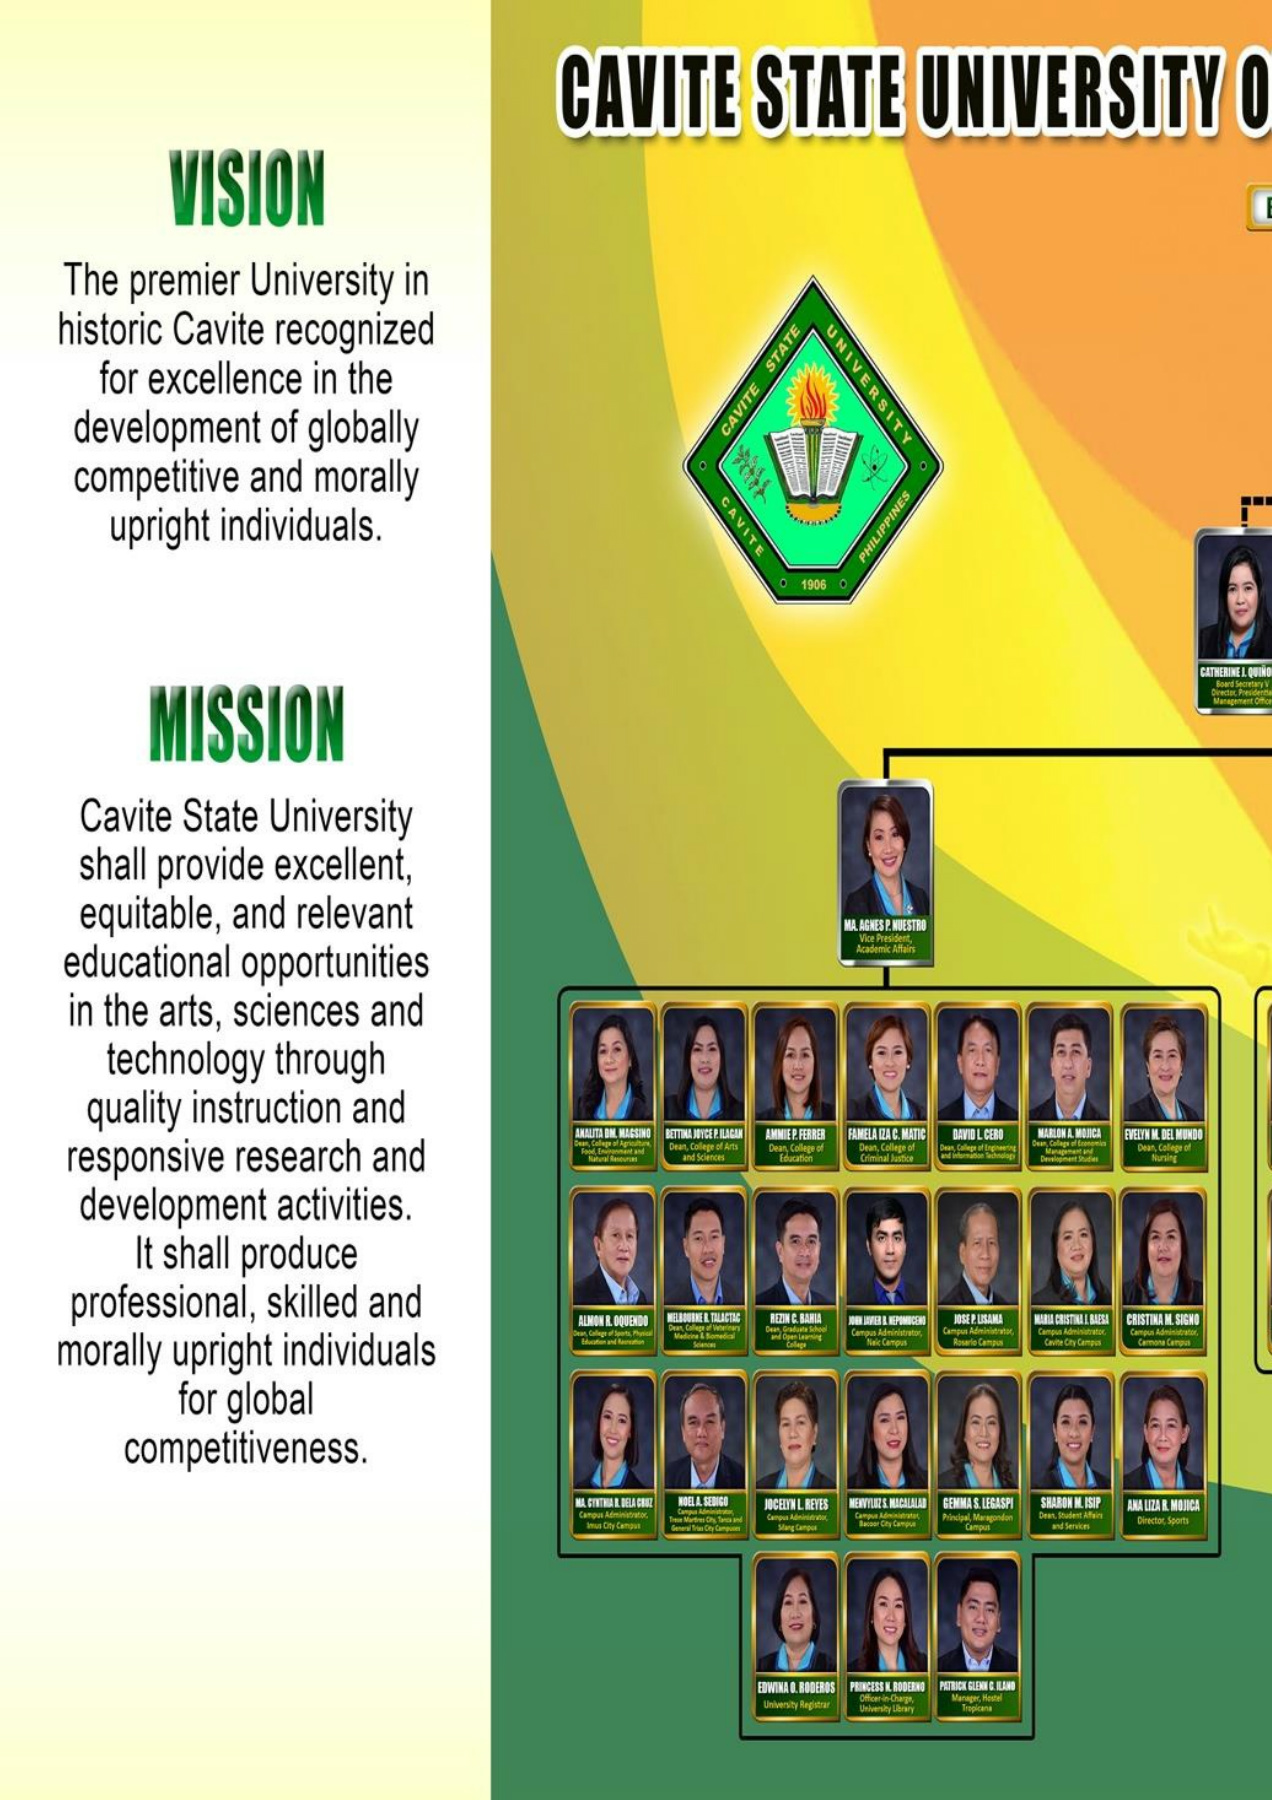 VISION
The premier University in
historic Cavite recognized
for excellence in the
development of globally
competitive and morally
upright individuals.
MISSION
Cavite State University
shall provide excellent,
equitable, and relevant
educational opportunities
in the arts, sciences and
technology through
quality instruction and
responsive research and
development activities.
It shall produce
professional, skilled and
morally upright individuals
for global
competitiveness.
CAVITE STATE UNIVERSITY O
CAVITE STATE UNIVERSITY
CAVITE
PHILIPPINES
1906
CATHERINE J. QUIÑO
Board Secretary V
Director, Presidentia
Management Office
MA. AGNES P. NUESTRO
Vice President,
Academic Affairs
ANALITA DM. MAGSINO
Dean, College of Agriculture,
Food, Environment and
Natural Resources
BETTINA JOYCE P. ILAGAN
Dean, College of Arts
and Sciences
AMMIE P. FERRER
Dean, College of
Education
FAMELA IZA C. MATIC
Dean, College of
Criminal Justice
DAVID L. CERO
Dean, College of Engineering
and Information Technology
MARLON A. MOJICA
Dean, College of Economics
Management and
Development Studies
EVELYN M. DEL MUNDO
Dean, College of
Nursing
ALMON R. OQUENDO
Dean, College of Sports, Physical
Education and Recreation
MELBOURNE R. TALACTAC
Dean, College of Veterinary
Medicine & Biomedical
Sciences
REZIN C. BAHIA
Dean, Graduate School
and Open Learning
College
JOHN XAVIER B. NEPOMUCENO
Campus Administrator,
Naic Campus
JOSE P. LISAMA
Campus Administrator,
Rosario Campus
MARIA CRISTINA J. BAESA
Campus Administrator,
Cavite City Campus
CRISTINA M. SIGNO
Campus Administrator,
Carmona Campus
MA. CYNTHIA R. DELA CRUZ
Campus Administrator,
Imus City Campus
NOEL A. SEDIGO
Campus Administrator,
Trece Martires City, Tanza and
General Trias City Campuses
JOCELYN L. REYES
Campus Administrator,
Silang Campus
MENVYLUZ S. MACALALAD
Campus Administrator,
Bacoor City Campus
GEMMA S. LEGASPI
Principal, Maragondon
Campus
SHARON M. ISIP
Dean, Student Affairs
and Services
ANA LIZA B. MOJICA
Director, Sports
EDWINA O. RODEROS
University Registrar
PRINCESS N. RODERNO
Officer-in-Charge,
University Library
PATRICK GLENN C. ILANO
Manager, Hostel
Tropicana